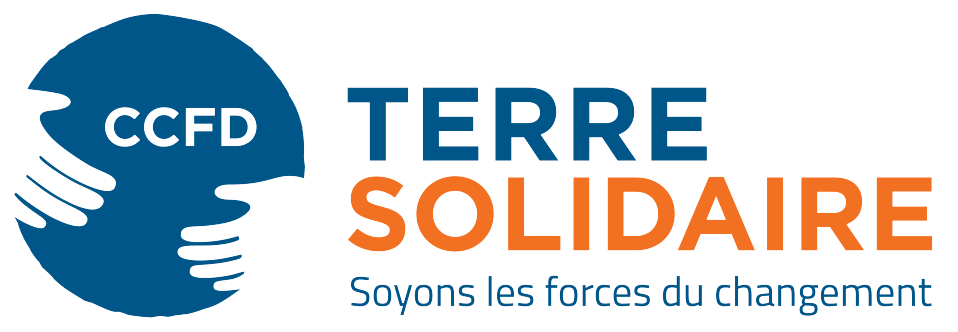 CCFD
TERRE
SOLIDAIRE
Soyons les forces du changement